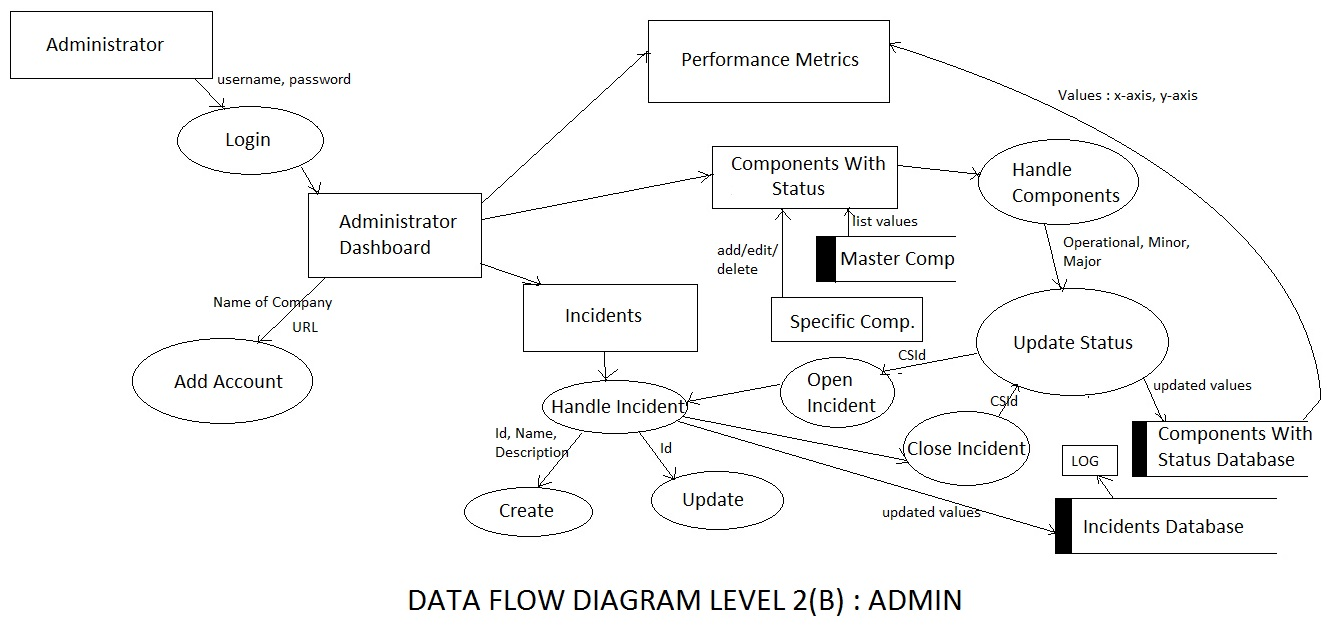 Administrator
username, password
Login
Administrator
Dashboard
Name of Company
URL
Add Account
Performance Metrics
Values : x-axis, y-axis
Components With
Status
Handle
Components
list values
add/edit/
delete
Master Comp
Operational, Minor,
Major
Specific Comp.
Incidents
Update Status
CSId
Open
Incident
Handle Incident
CSId
updated values
Id, Name,
Description
Id
Close Incident
Components With
Status Database
LOG
Create
Update
updated values
Incidents Database
DATA FLOW DIAGRAM LEVEL 2(B) : ADMIN